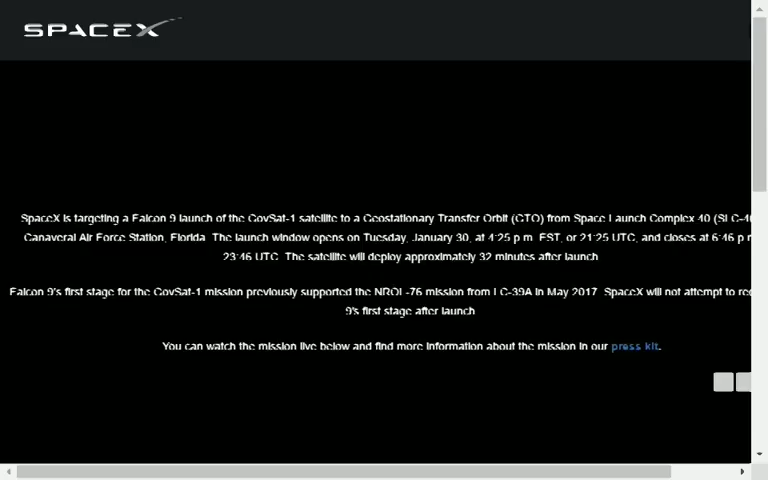 SPACEX
SpaceX is targeting a Falcon 9 launch of the GovSat-1 satellite to a Geostationary Transfer Orbit (GTO) from Space Launch Complex 40 (SLC-4
Canaveral Air Force Station, Florida. The launch window opens on Tuesday, January 30, at 4:25 p.m. EST, or 21:25 UTC, and closes at 6:46 p.
23:46 UTC. The satellite will deploy approximately 32 minutes after launch.
Falcon 9's first stage for the GovSat-1 mission previously supported the NROL-76 mission from LC-39A in May 2017. SpaceX will not attempt to
9's first stage after launch.
You can watch the mission live below and find more information about the mission in our press kit.